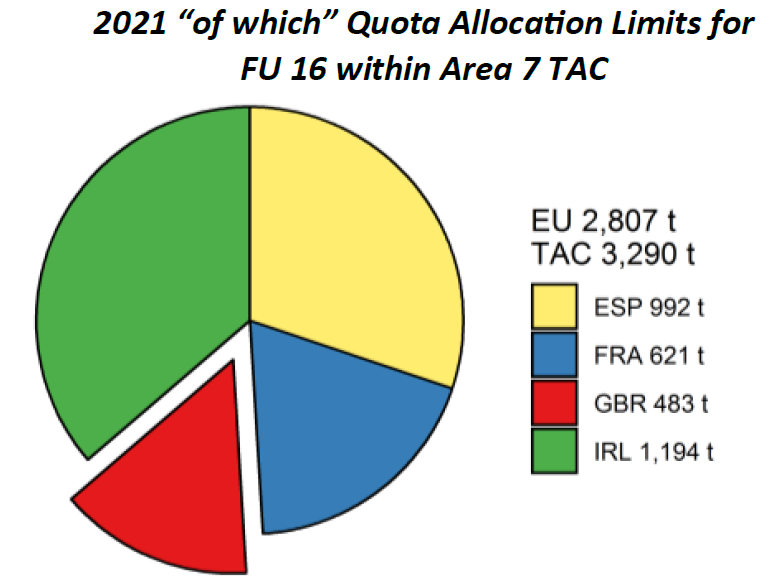 2021 “of which” Quota Allocation Limits for
FU 16 within Area 7 TAC
EU 2,807 t
TAC 3,290 t
ESP 992 t
FRA 621 t
GBR 483 t
IRL 1,194 t